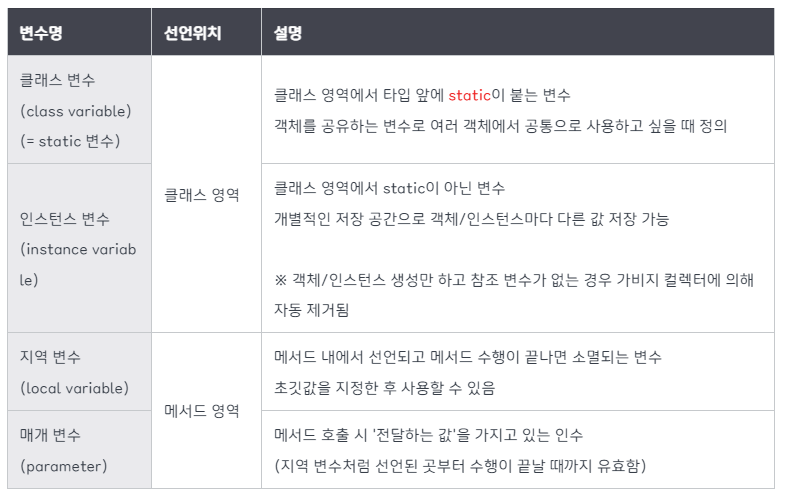 변수명 선언위치 설명
클래스 변수
(class variable)
(= static 변수)
클래스 영역
클래스 영역에서 타입 앞에 static이 붙는 변수
객체를 공유하는 변수로 여러 객체에서 공통으로 사용하고 싶을 때 정의
인스턴스 변수
(instance variab
le)
클래스 영역에서 static이 아닌 변수
개별적인 저장 공간으로 객체/인스턴스마다 다른 값 저장 가능
※ 객체/인스턴스 생성만 하고 참조 변수가 없는 경우 가비지 컬렉터에 의해
자동 제거됨
지역 변수
(local variable)
메서드 영역
메서드 내에서 선언되고 메서드 수행이 끝나면 소멸되는 변수
초깃값을 지정한 후 사용할 수 있음
매개 변수
(parameter)
메서드 호출 시 '전달하는 값'을 가지고 있는 인수
(지역 변수처럼 선언된 곳부터 수행이 끝날 때까지 유효함)